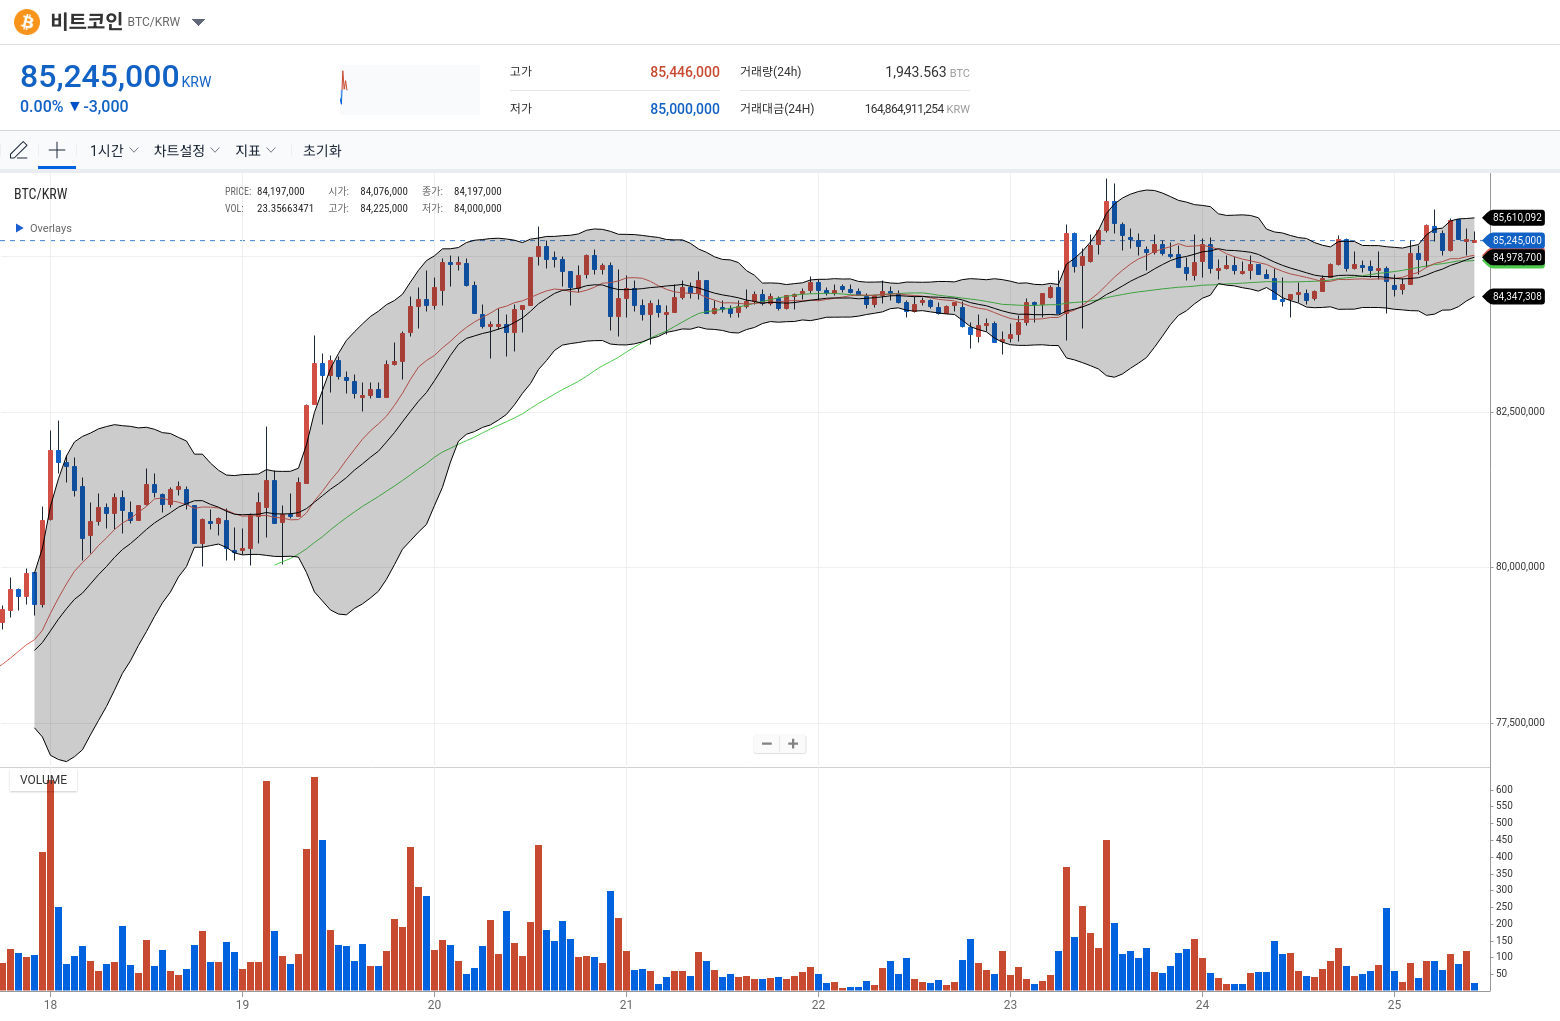 비트코인 BTC/KRW
85,245,000 KRW
0.00% ▼ -3,000
고가 85,446,000
저가 85,000,000
거래량(24h) 1,943.563 BTC
거래대금(24H) 164,864,911,254 KRW
1시간 차트설정 지표 초기화
BTC/KRW
PRICE: 84,197,000 시가: 84,076,000 종가: 84,197,000
VOL: 23.35663471 고가: 84,225,000 저가: 84,000,000
Overlays
85,610,092
85,245,000
84,978,700
84,347,308
82,500,000
80,000,000
77,500,000
− +
VOLUME
600
550
500
450
400
350
300
250
200
150
100
50
18 19 20 21 22 23 24 25